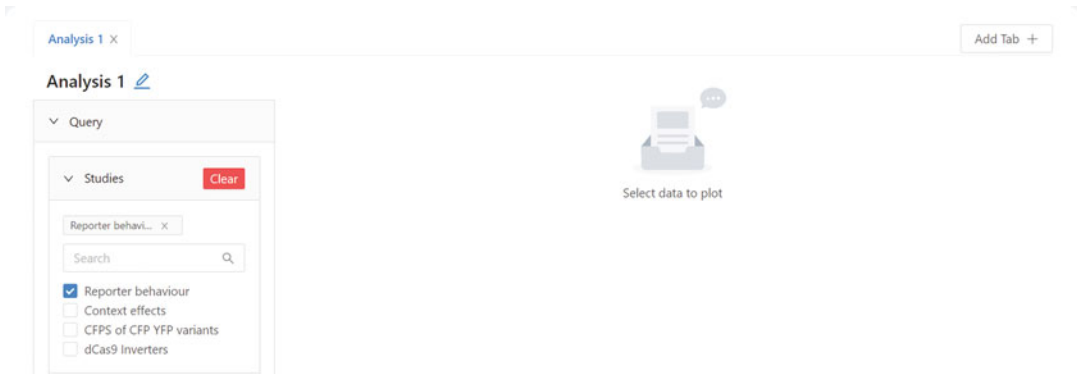 Analysis 1
Add Tab +
Analysis 1
Query
Studies
Clear
Reporter behavi...
Search
Reporter behaviour
Context effects
CFPS of CFP YFP variants
dCas9 Inverters
Select data to plot